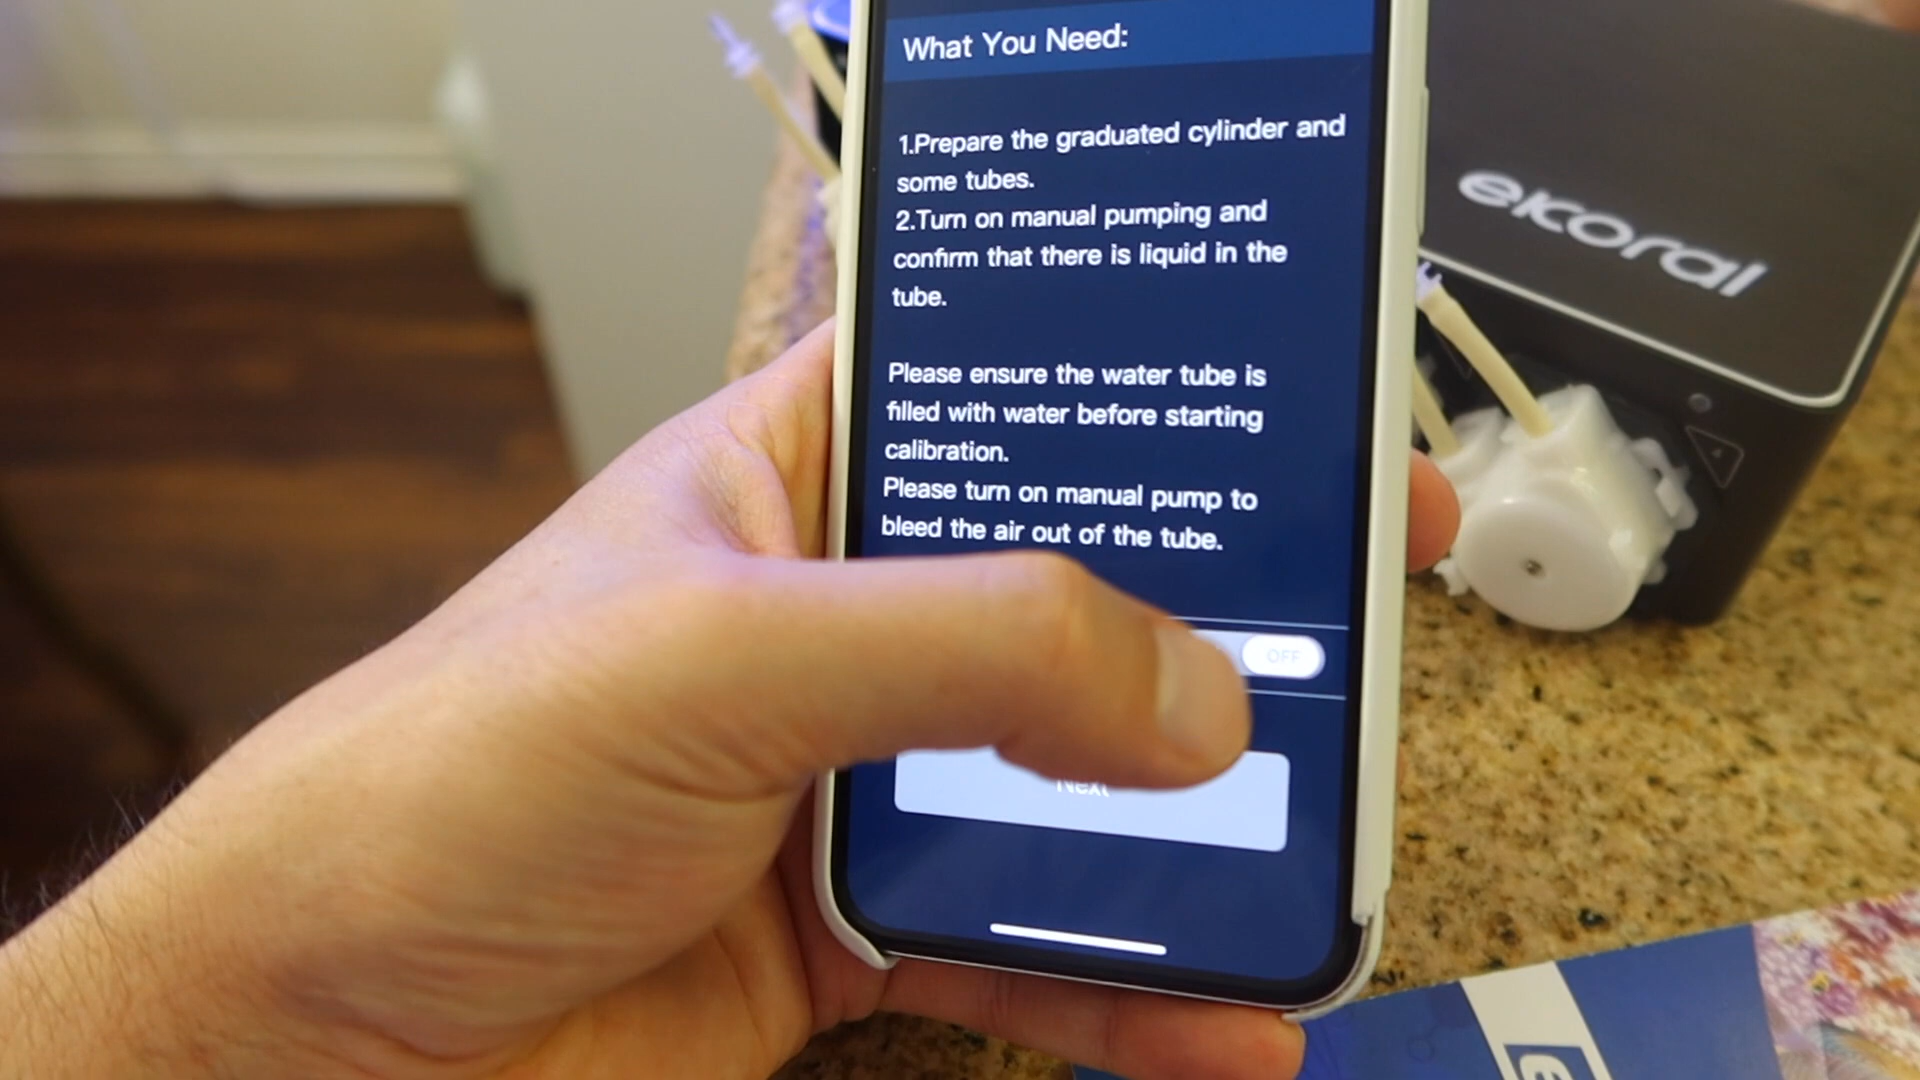 What You Need:
1.Prepare the graduated cylinder and
some tubes.
2.Turn on manual pumping and
confirm that there is liquid in the
tube.
Please ensure the water tube is
filled with water before starting
calibration.
Please turn on manual pump to
bleed the air out of the tube.
OFF
Next
ekoral